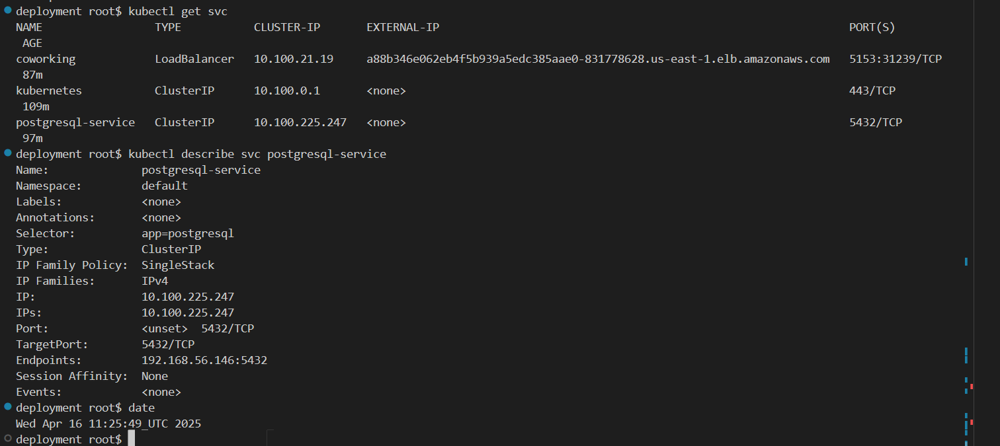 deployment root$ kubectl get svc
NAME                 TYPE           CLUSTER-IP       EXTERNAL-IP                                                              PORT(S)
 AGE
coworking            LoadBalancer   10.100.21.19     a88b346e062eb4f5b939a5edc385aae0-831778628.us-east-1.elb.amazonaws.com   5153:31239/TCP
 87m
kubernetes           ClusterIP      10.100.0.1       <none>                                                                   443/TCP
 109m
postgresql-service   ClusterIP      10.100.225.247   <none>                                                                   5432/TCP
 97m
deployment root$ kubectl describe svc postgresql-service
Name:              postgresql-service
Namespace:         default
Labels:            <none>
Annotations:       <none>
Selector:          app=postgresql
Type:              ClusterIP
IP Family Policy:  SingleStack
IP Families:       IPv4
IP:                10.100.225.247
IPs:               10.100.225.247
Port:              <unset>  5432/TCP
TargetPort:        5432/TCP
Endpoints:         192.168.56.146:5432
Session Affinity:  None
Events:            <none>
deployment root$ date
Wed Apr 16 11:25:49 UTC 2025
deployment root$